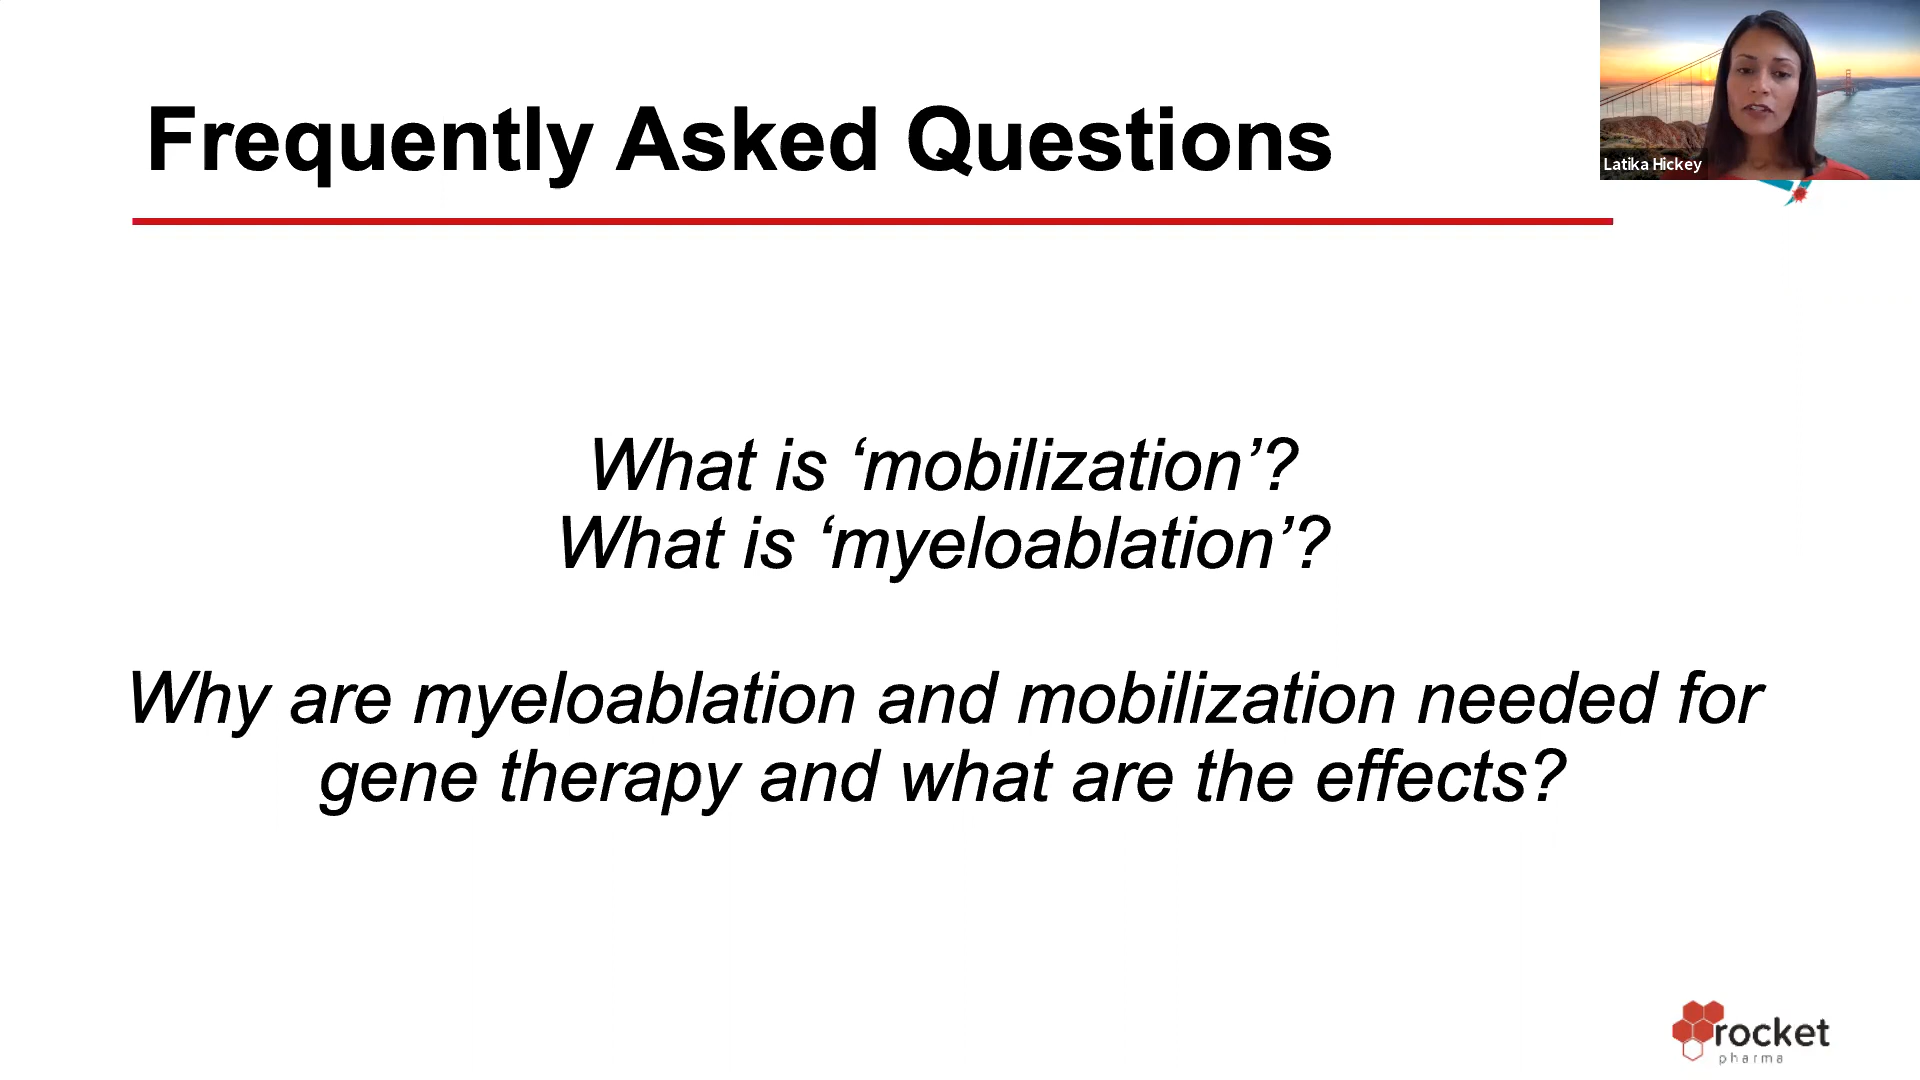 Frequently Asked Questions
Latika Hickey
What is ‘mobilization’?
What is ‘myeloablation’?
Why are myeloablation and mobilization needed for
gene therapy and what are the effects?
rocket
pharma